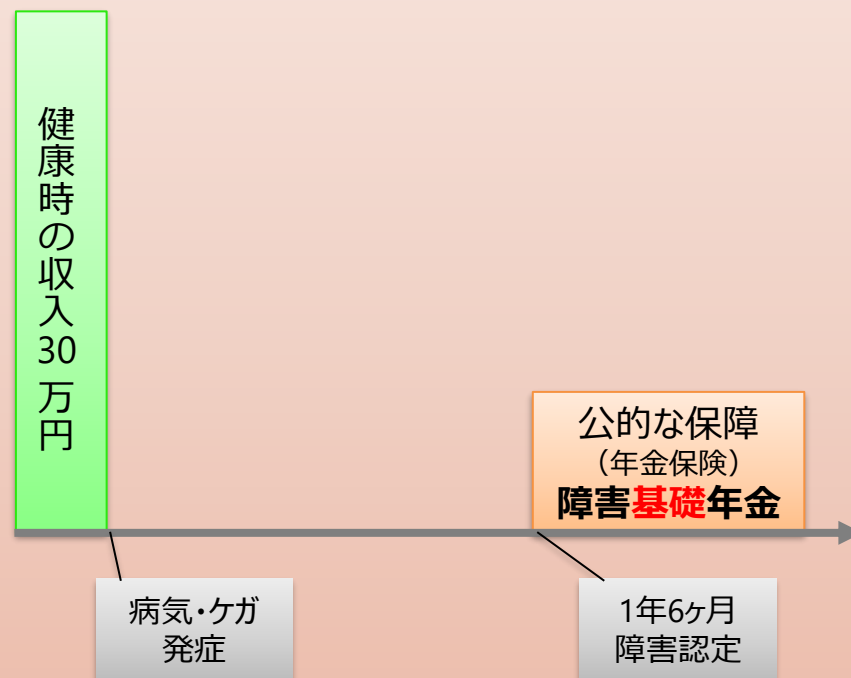 健康時の収入30万円
公的な保障
（年金保険）
障害基礎年金
病気・ケガ
発症
1年6ヶ月
障害認定